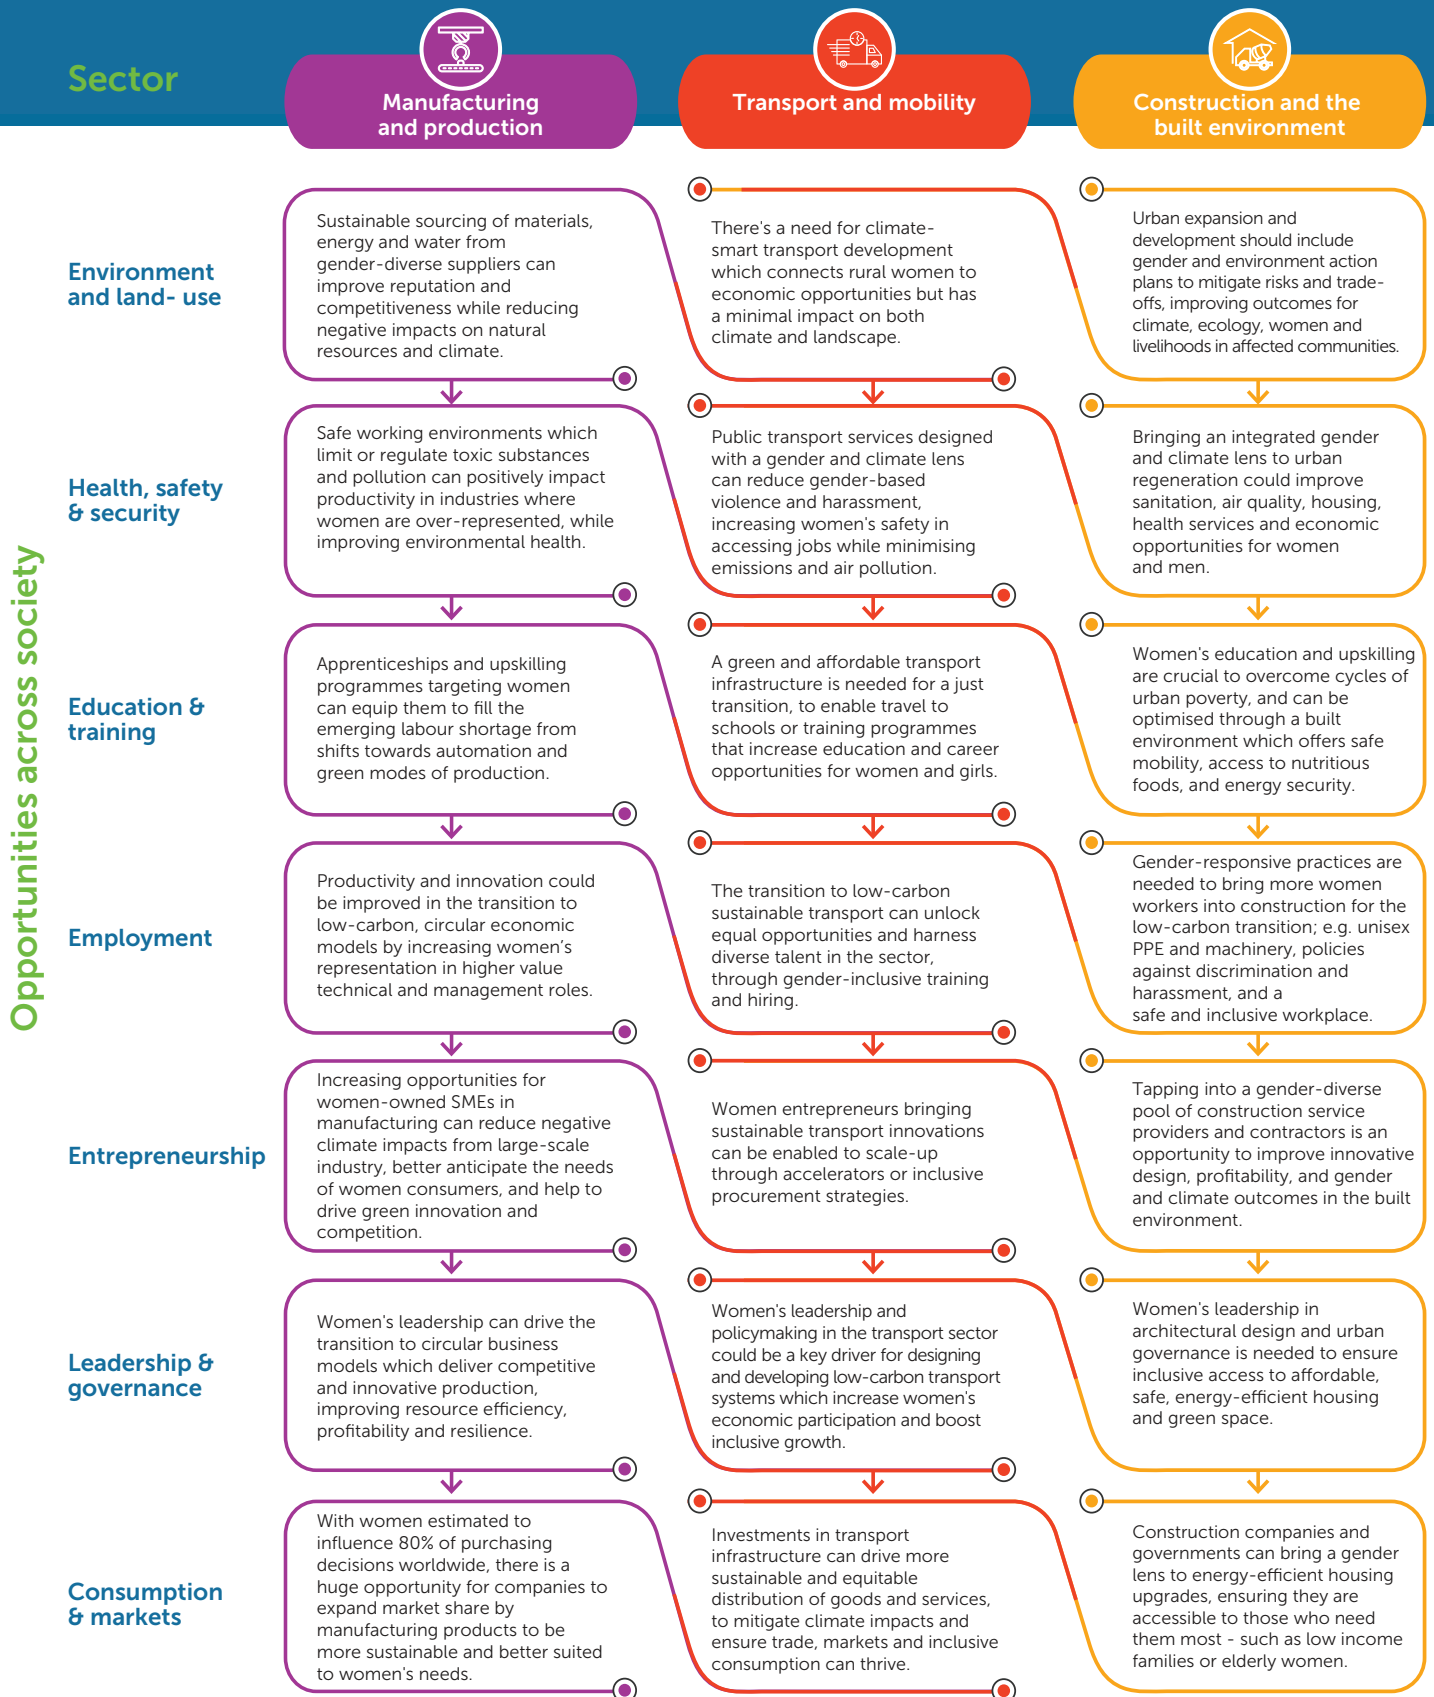 Sector
Manufacturing
and production
Transport and mobility
Construction and the
built environment
Opportunities across society
Environment
and land- use
Sustainable sourcing of materials,
energy and water from
gender-diverse suppliers can
improve reputation and
competitiveness while reducing
negative impacts on natural
resources and climate.
There's a need for climate-
smart transport development
which connects rural women to
economic opportunities but has
a minimal impact on both
climate and landscape.
Urban expansion and
development should include
gender and environment action
plans to mitigate risks and trade-
offs, improving outcomes for
climate, ecology, women and
livelihoods in affected communities.
Health, safety
& security
Safe working environments which
limit or regulate toxic substances
and pollution can positively impact
productivity in industries where
women are over-represented, while
improving environmental health.
Public transport services designed
with a gender and climate lens
can reduce gender-based
violence and harassment,
increasing women's safety in
accessing jobs while minimising
emissions and air pollution.
Bringing an integrated gender
and climate lens to urban
regeneration could improve
sanitation, air quality, housing,
health services and economic
opportunities for women
and men.
Education &
training
Apprenticeships and upskilling
programmes targeting women
can equip them to fill the
emerging labour shortage from
shifts towards automation and
green modes of production.
A green and affordable transport
infrastructure is needed for a just
transition, to enable travel to
schools or training programmes
that increase education and career
opportunities for women and girls.
Women's education and upskilling
are crucial to overcome cycles of
urban poverty, and can be
optimised through a built
environment which offers safe
mobility, access to nutritious
foods, and energy security.
Employment
Productivity and innovation could
be improved in the transition to
low-carbon, circular economic
models by increasing women’s
representation in higher value
technical and management roles.
The transition to low-carbon
sustainable transport can unlock
equal opportunities and harness
diverse talent in the sector,
through gender-inclusive training
and hiring.
Gender-responsive practices are
needed to bring more women
workers into construction for the
low-carbon transition; e.g. unisex
PPE and machinery, policies
against discrimination and
harassment, and a
safe and inclusive workplace.
Entrepreneurship
Increasing opportunities for
women-owned SMEs in
manufacturing can reduce negative
climate impacts from large-scale
industry, better anticipate the needs
of women consumers, and help to
drive green innovation and
competition.
Women entrepreneurs bringing
sustainable transport innovations
can be enabled to scale-up
through accelerators or inclusive
procurement strategies.
Tapping into a gender-diverse
pool of construction service
providers and contractors is an
opportunity to improve innovative
design, profitability, and gender
and climate outcomes in the built
environment.
Leadership &
governance
Women's leadership can drive the
transition to circular business
models which deliver competitive
and innovative production,
improving resource efficiency,
profitability and resilience.
Women's leadership and
policymaking in the transport sector
could be a key driver for designing
and developing low-carbon transport
systems which increase women's
economic participation and boost
inclusive growth.
Women's leadership in
architectural design and urban
governance is needed to ensure
inclusive access to affordable,
safe, energy-efficient housing
and green space.
Consumption
& markets
With women estimated to
influence 80% of purchasing
decisions worldwide, there is a
huge opportunity for companies to
expand market share by
manufacturing products to be
more sustainable and better suited
to women's needs.
Investments in transport
infrastructure can drive more
sustainable and equitable
distribution of goods and services,
to mitigate climate impacts and
ensure trade, markets and inclusive
consumption can thrive.
Construction companies and
governments can bring a gender
lens to energy-efficient housing
upgrades, ensuring they are
accessible to those who need
them most - such as low income
families or elderly women.